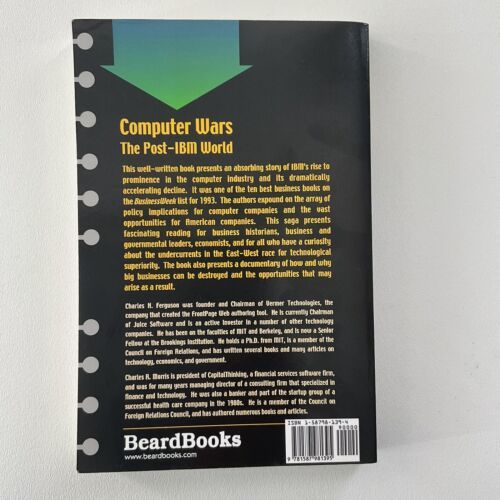 Computer Wars
The Post-IBM World
This well-written book presents an absorbing story of IBM's rise to
prominence in the computer industry and its dramatically
accelerating decline. It was one of the ten best business books on
the BusinessWeek list for 1993. The authors expound on the array of
policy implications for computer companies and the vast
opportunities for American companies. This saga presents
fascinating reading for business historians, business and
governmental leaders, economists, and for all who have a curiosity
about the undercurrents in the East-West race for technological
superiority. The book also presents a documentary of how and why
big businesses can be destroyed and the opportunities that may
arise as a result.
Charles H. Ferguson was founder and Chairman of Vermer Technologies, the
company that created the FrontPage Web authoring tool. He is currently Chairman
of Juice Software and is an active investor in a number of other technology
companies. He has been on the faculties of MIT and Berkeley, and is now a Senior
Fellow at the Brookings Institution. He holds a Ph.D. from MIT, is a member of the
Council on Foreign Relations, and has written several books and many articles on
technology, economics, and government.
Charles R. Morris is president of CapitalThinking, a financial services software firm,
and was for many years managing director of a consulting firm that specialized in
finance and technology. He was also a banker and part of the startup group of a
successful health care company in the 1980s. He is a member of the Council on
Foreign Relations Council, and has authored numerous books and articles.
BeardBooks
www.beardbooks.com
ISBN 1-58798-139-4
90000
9 781587 981395